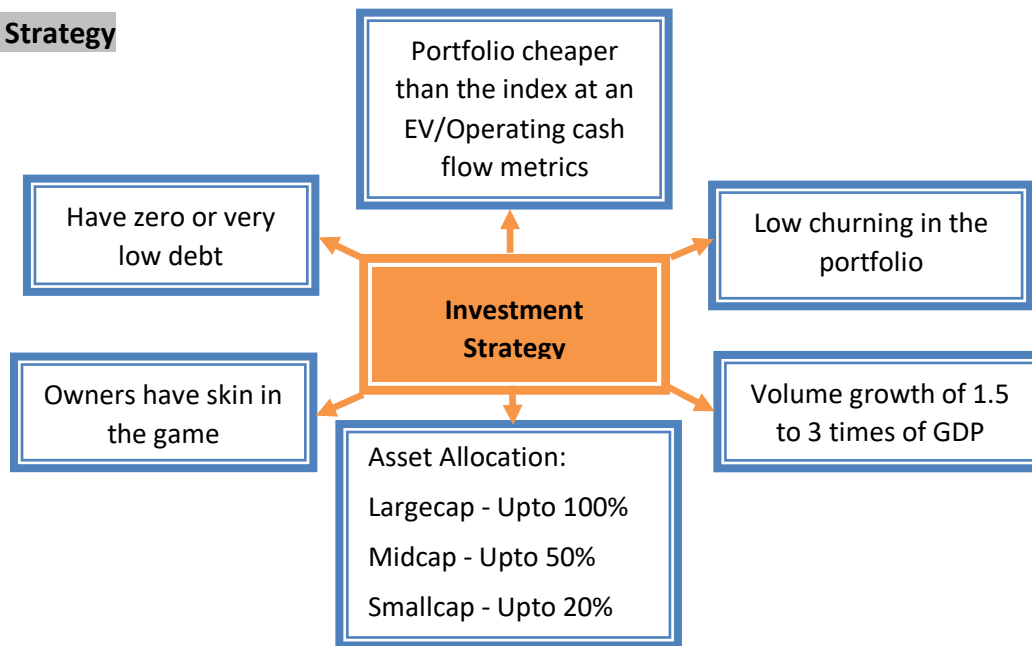 Strategy
Portfolio cheaper
than the index at an
EV/Operating cash
flow metrics
Have zero or very
low debt
Low churning in the
portfolio
Investment
Strategy
Owners have skin in
the game
Volume growth of 1.5
to 3 times of GDP
Asset Allocation:
Largecap - Upto 100%
Midcap - Upto 50%
Smallcap - Upto 20%